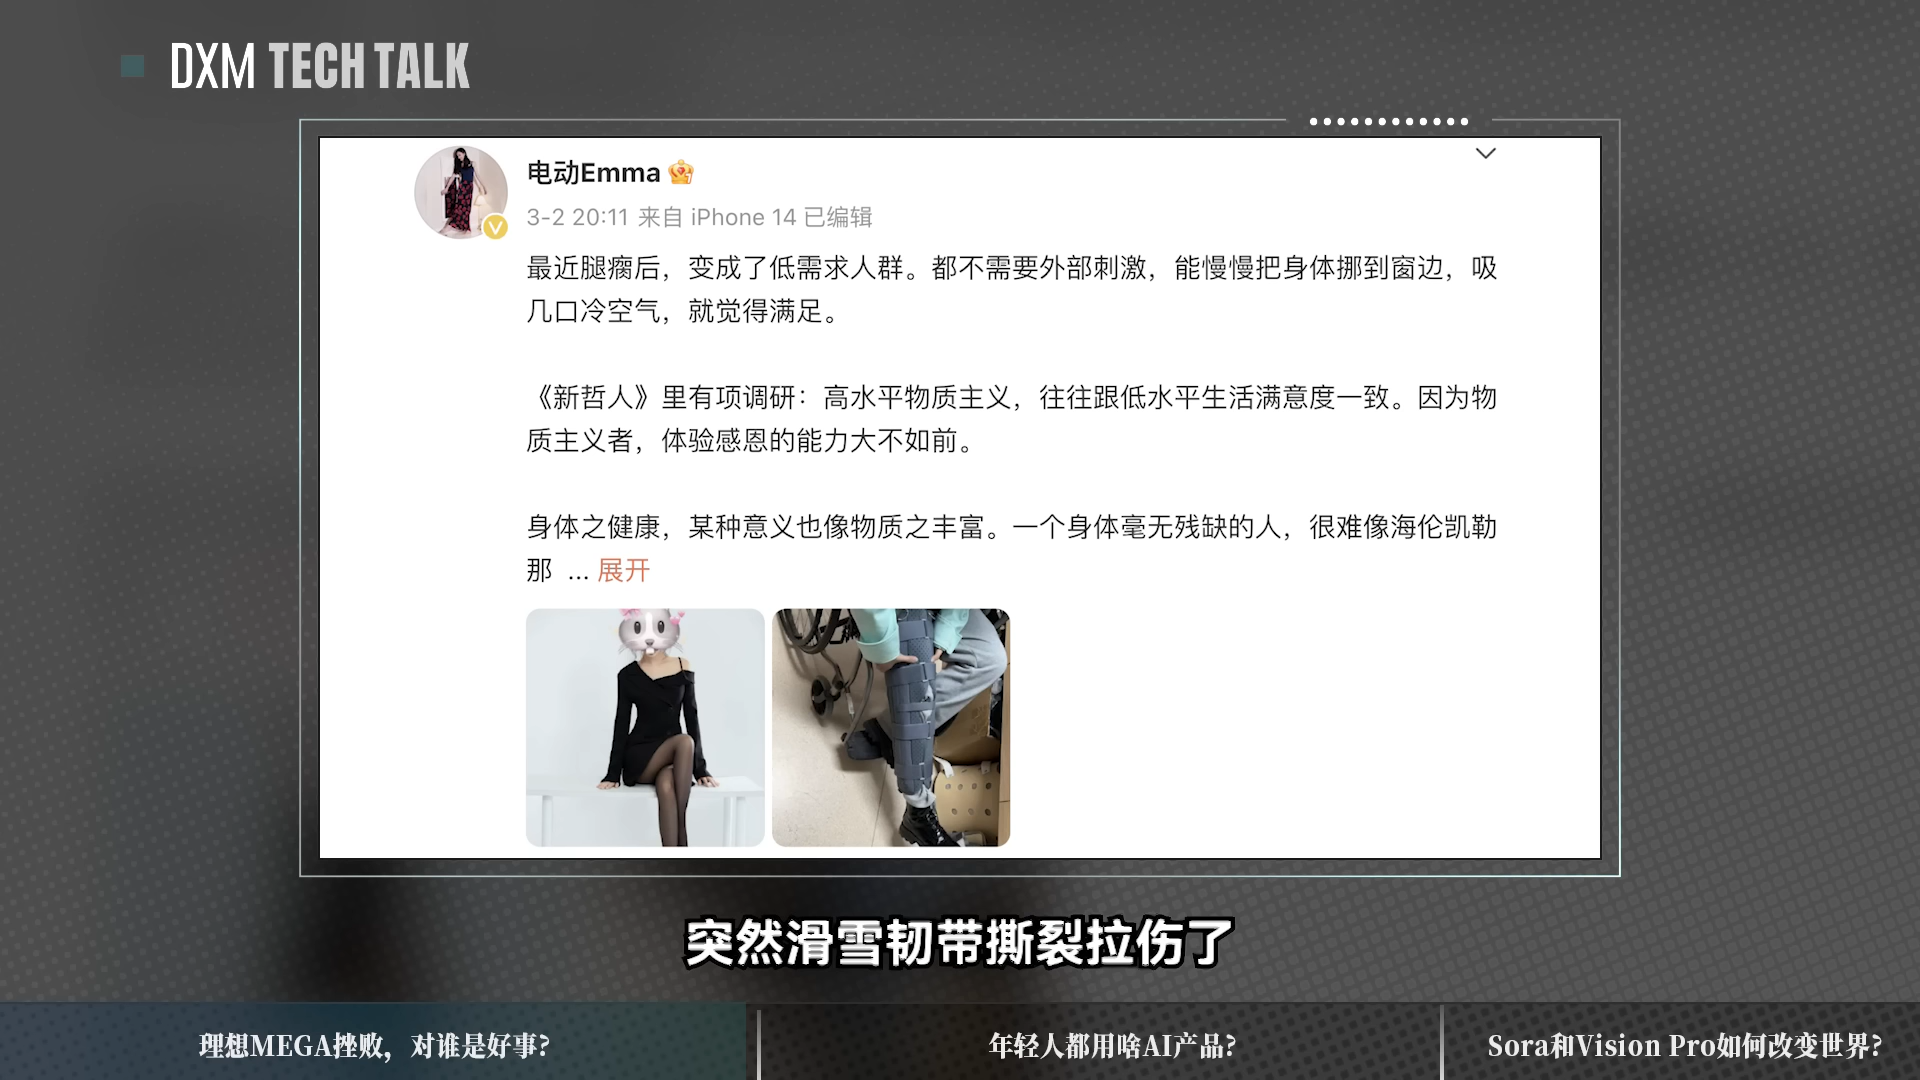 DXM TECH TALK
电动Emma
3-2 20:11 来自 iPhone 14 已编辑
最近腿瘸后，变成了低需求人群。都不需要外部刺激，能慢慢把身体挪到窗边，吸
几口冷空气，就觉得满足。
《新哲人》里有项调研：高水平物质主义，往往跟低水平生活满意度一致。因为物
质主义者，体验感恩的能力大不如前。
身体之健康，某种意义也像物质之丰富。一个身体毫无残缺的人，很难像海伦凯勒
那 ... 展开
突然滑雪韧带撕裂拉伤了
理想MEGA挫败，对谁是好事？
年轻人都用啥AI产品？
Sora和Vision Pro如何改变世界？